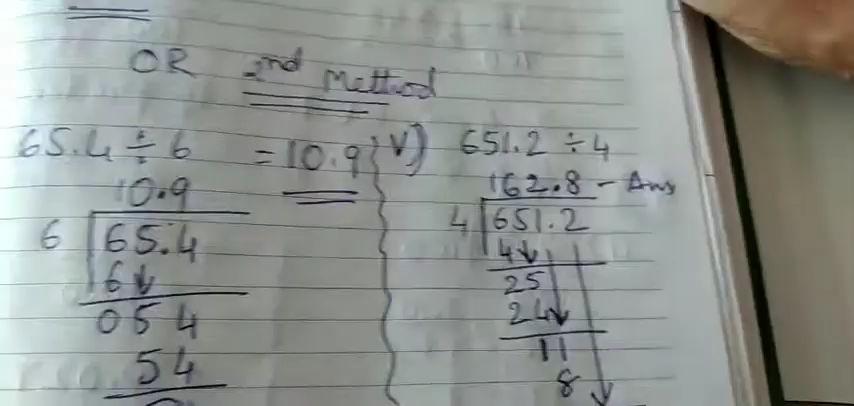 OR 2nd Method
65.4 ÷ 6 = 10.9
10.9
6 65.4
6
054
54
V) 651.2 ÷ 4
162.8 - Ans
4 651.2
4
25
24
11
8